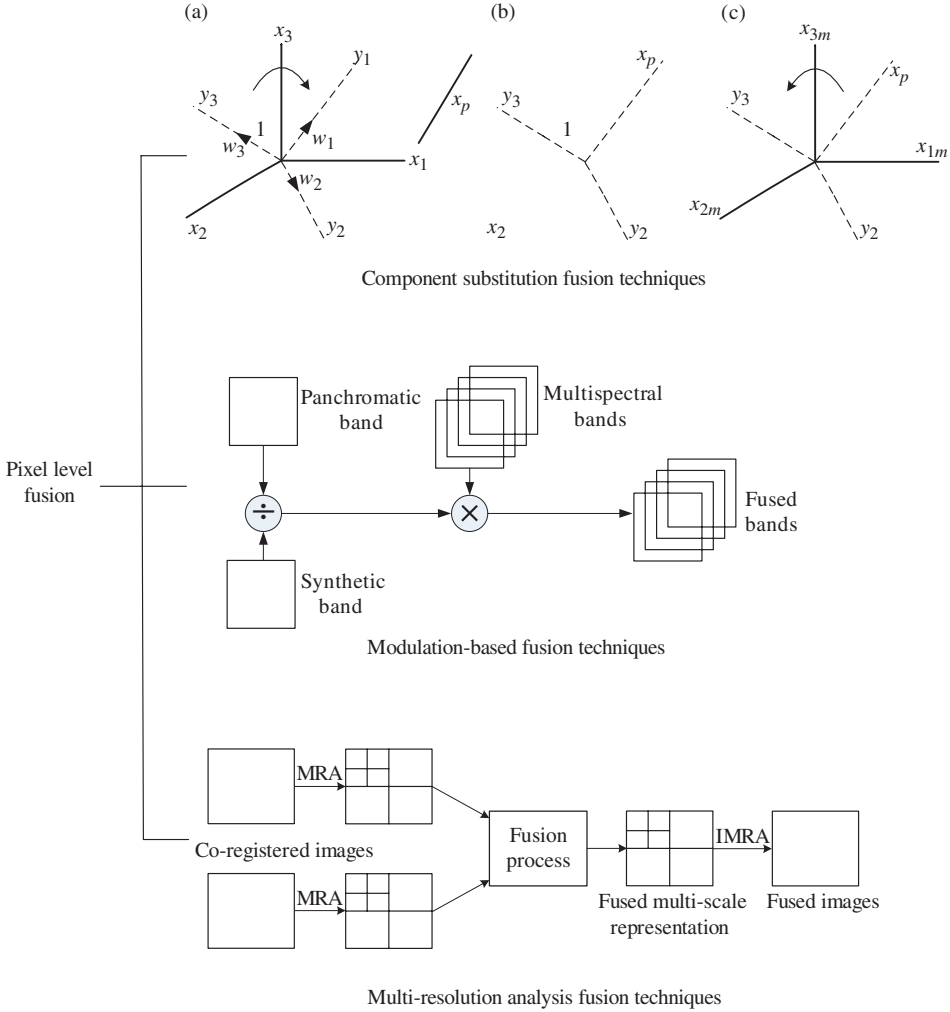 (a)
(b)
(c)
x3
y1
y3
1
w3
w1
w2
x1
x2
y2
xp
xp
y3
1
x2
y2
x3m
xp
y3
x1m
x2m
y2
Component substitution fusion techniques
Pixel level
fusion
Panchromatic
band
Multispectral
bands
÷
×
Fused
bands
Synthetic
band
Modulation-based fusion techniques
MRA
Co-registered images
MRA
Fusion
process
IMRA
Fused multi-scale
representation
Fused images
Multi-resolution analysis fusion techniques